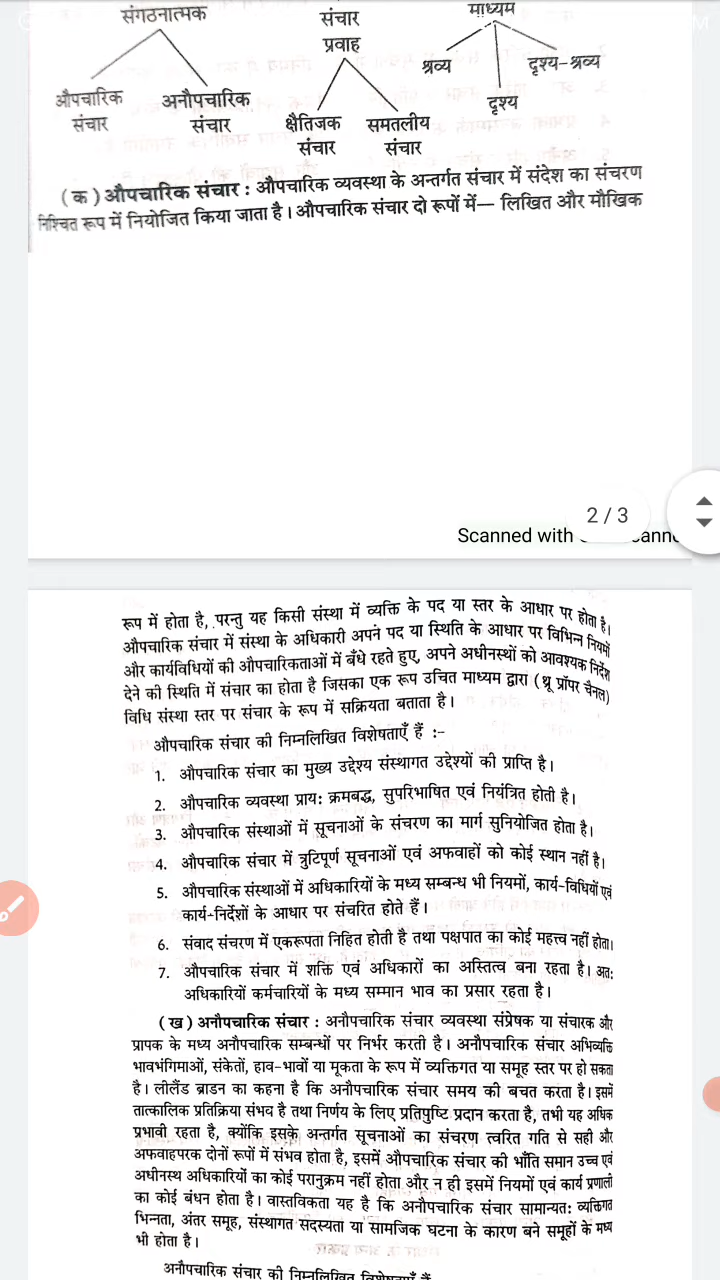 संगठनात्मक
संचार
प्रवाह
माध्यम
श्रव्य
दृश्य-श्रव्य
दृश्य
औपचारिक
संचार
अनौपचारिक
संचार
क्षैतिजक
संचार
समतलीय
संचार
(क) औपचारिक संचार : औपचारिक व्यवस्था के अन्तर्गत संचार में संदेश का संचरण
निश्चित रूप में नियोजित किया जाता है। औपचारिक संचार दो रूपों में— लिखित और मौखिक
2 / 3
Scanned with
रूप में होता है, परन्तु यह किसी संस्था में व्यक्ति के पद या स्तर के आधार पर होता है।
औपचारिक संचार में संस्था के अधिकारी अपने पद या स्थिति के आधार पर विभिन्न नियमों
और कार्यविधियों की औपचारिकताओं में बँधे रहते हुए, अपने अधीनस्थों को आवश्यक निर्देश
देने की स्थिति में संचार का होता है जिसका एक रूप उचित माध्यम द्वारा (थ्रू प्रॉपर चैनल)
विधि संस्था स्तर पर संचार के रूप में सक्रियता बताता है।
औपचारिक संचार की निम्नलिखित विशेषताएँ हैं :-
1. औपचारिक संचार का मुख्य उद्देश्य संस्थागत उद्देश्यों की प्राप्ति है।
2. औपचारिक व्यवस्था प्राय: क्रमबद्ध, सुपरिभाषित एवं नियंत्रित होती है।
3. औपचारिक संस्थाओं में सूचनाओं के संचरण का मार्ग सुनियोजित होता है।
4. औपचारिक संचार में त्रुटिपूर्ण सूचनाओं एवं अफवाहों को कोई स्थान नहीं है।
5. औपचारिक संस्थाओं में अधिकारियों के मध्य सम्बन्ध भी नियमों, कार्य-विधियों एवं
कार्य-निर्देशों के आधार पर संचरित होते हैं।
6. संवाद संचरण में एकरूपता निहित होती है तथा पक्षपात का कोई महत्त्व नहीं होता।
7. औपचारिक संचार में शक्ति एवं अधिकारों का अस्तित्व बना रहता है। अत:
अधिकारियों कर्मचारियों के मध्य सम्मान भाव का प्रसार रहता है।
(ख) अनौपचारिक संचार : अनौपचारिक संचार व्यवस्था संप्रेषक या संचारक और
प्रापक के मध्य अनौपचारिक सम्बन्धों पर निर्भर करती है। अनौपचारिक संचार अभिव्यक्ति
भावभंगिमाओं, संकेतों, हाव-भावों या मूकता के रूप में व्यक्तिगत या समूह स्तर पर हो सकता
है। लीलैंड ब्राडन का कहना है कि अनौपचारिक संचार समय की बचत करता है। इसमें
तात्कालिक प्रतिक्रिया संभव है तथा निर्णय के लिए प्रतिपुष्टि प्रदान करता है, तभी यह अधिक
प्रभावी रहता है, क्योंकि इसके अन्तर्गत सूचनाओं का संचरण त्वरित गति से सही और
अफवाहपरक दोनों रूपों में संभव होता है, इसमें औपचारिक संचार की भाँति समान उच्च एवं
अधीनस्थ अधिकारियों का कोई परानुक्रम नहीं होता और न ही इसमें नियमों एवं कार्य प्रणाली
का कोई बंधन होता है। वास्तविकता यह है कि अनौपचारिक संचार सामान्यत: व्यक्तिगत
भिन्नता, अंतर समूह, संस्थागत सदस्यता या सामजिक घटना के कारण बने समूहों के मध्य
भी होता है।
अनौपचारिक संचार की निम्नलिखित विशेषताएँ हैं